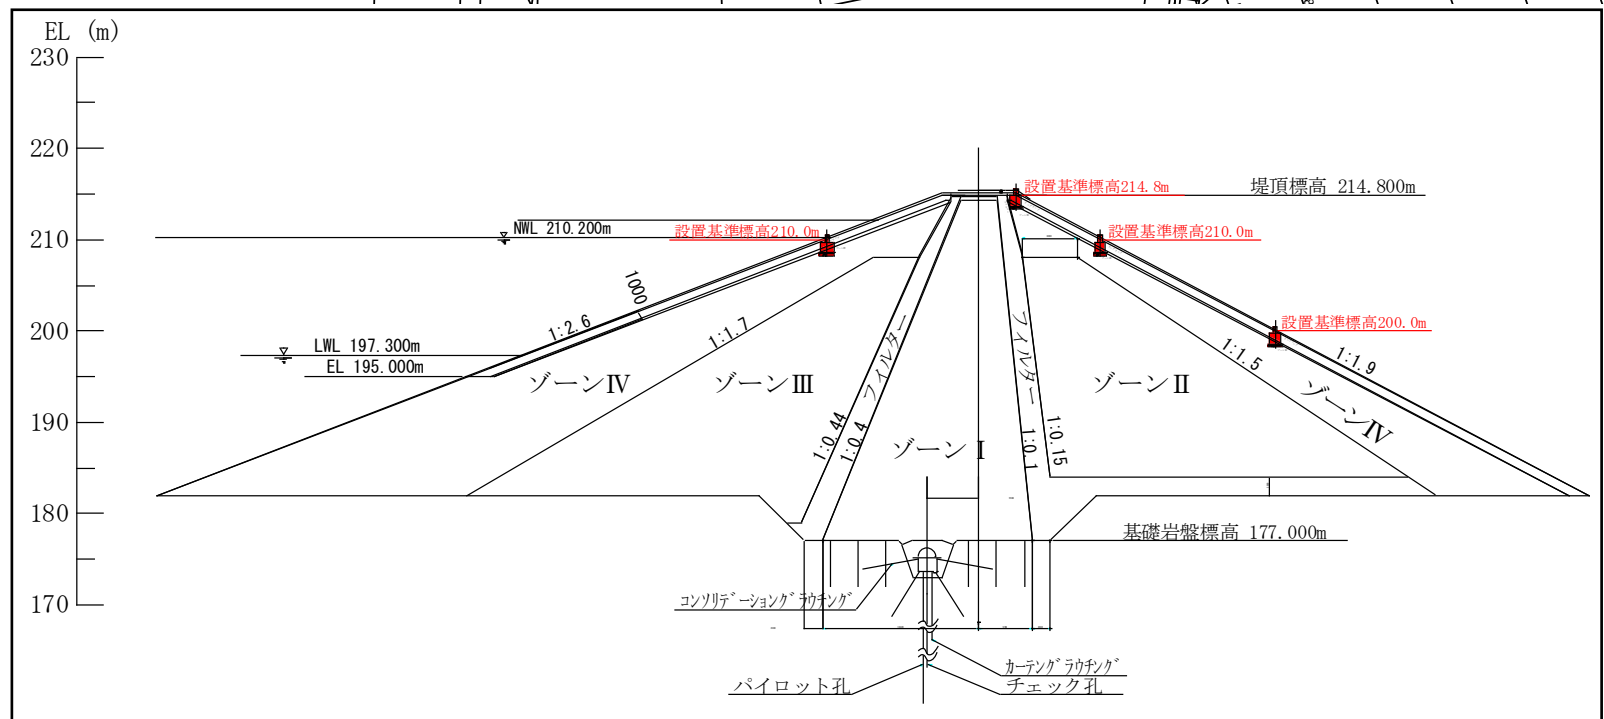 EL (m)
230
220
210
200
190
180
170
設置基準標高214.8m
堤頂標高 214.800m
NWL 210.200m
設置基準標高210.0m
設置基準標高210.0m
1000
1:2.6
1:1.7
設置基準標高200.0m
LWL 197.300m
EL 195.000m
フィルター
フィルター
1:1.5
1:1.9
ゾーンⅣ
ゾーンⅢ
ゾーンⅡ
ゾーンⅣ
1:0.44
1:0.4
ゾーンⅠ
1:0.1
1:0.15
基礎岩盤標高 177.000m
コンソリデーショングラウチング
カーテングラウチング
パイロット孔
チェック孔